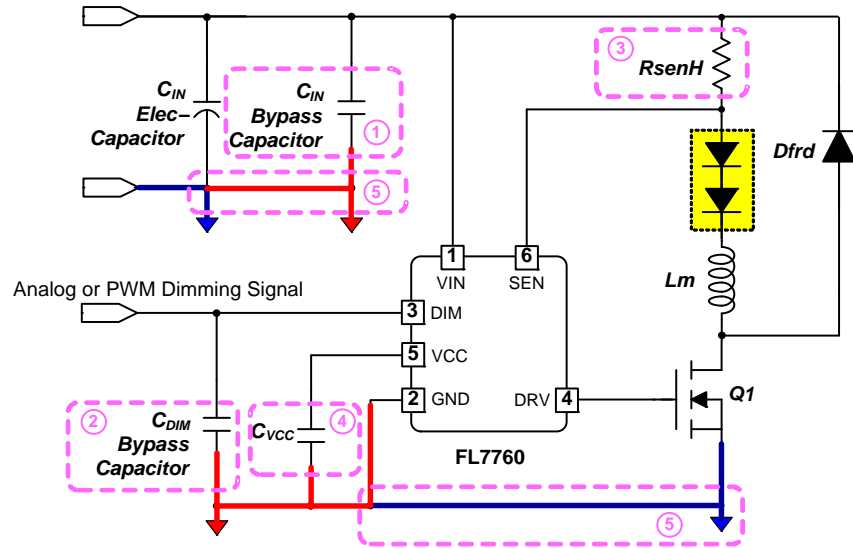 C_IN
Elec–
Capacitor
C_IN
Bypass
Capacitor
①
③
RsenH
Dfrd
⑤
1
6
VIN
SEN
Lm
Analog or PWM Dimming Signal
3
DIM
5
VCC
2
GND
DRV
4
Q1
②
C_DIM
Bypass
Capacitor
④
C_VCC
FL7760
⑤